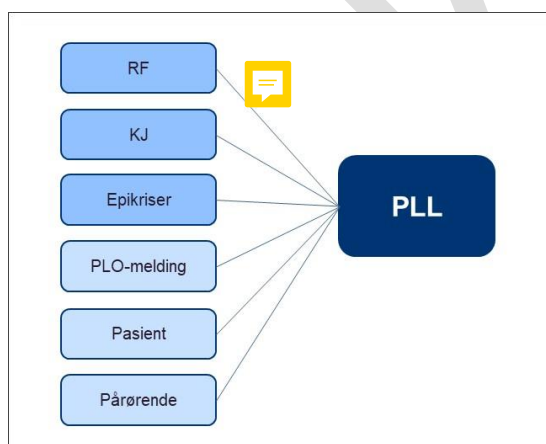 RF
KJ
Epikriser
PLO-melding
Pasient
Pårørende
PLL